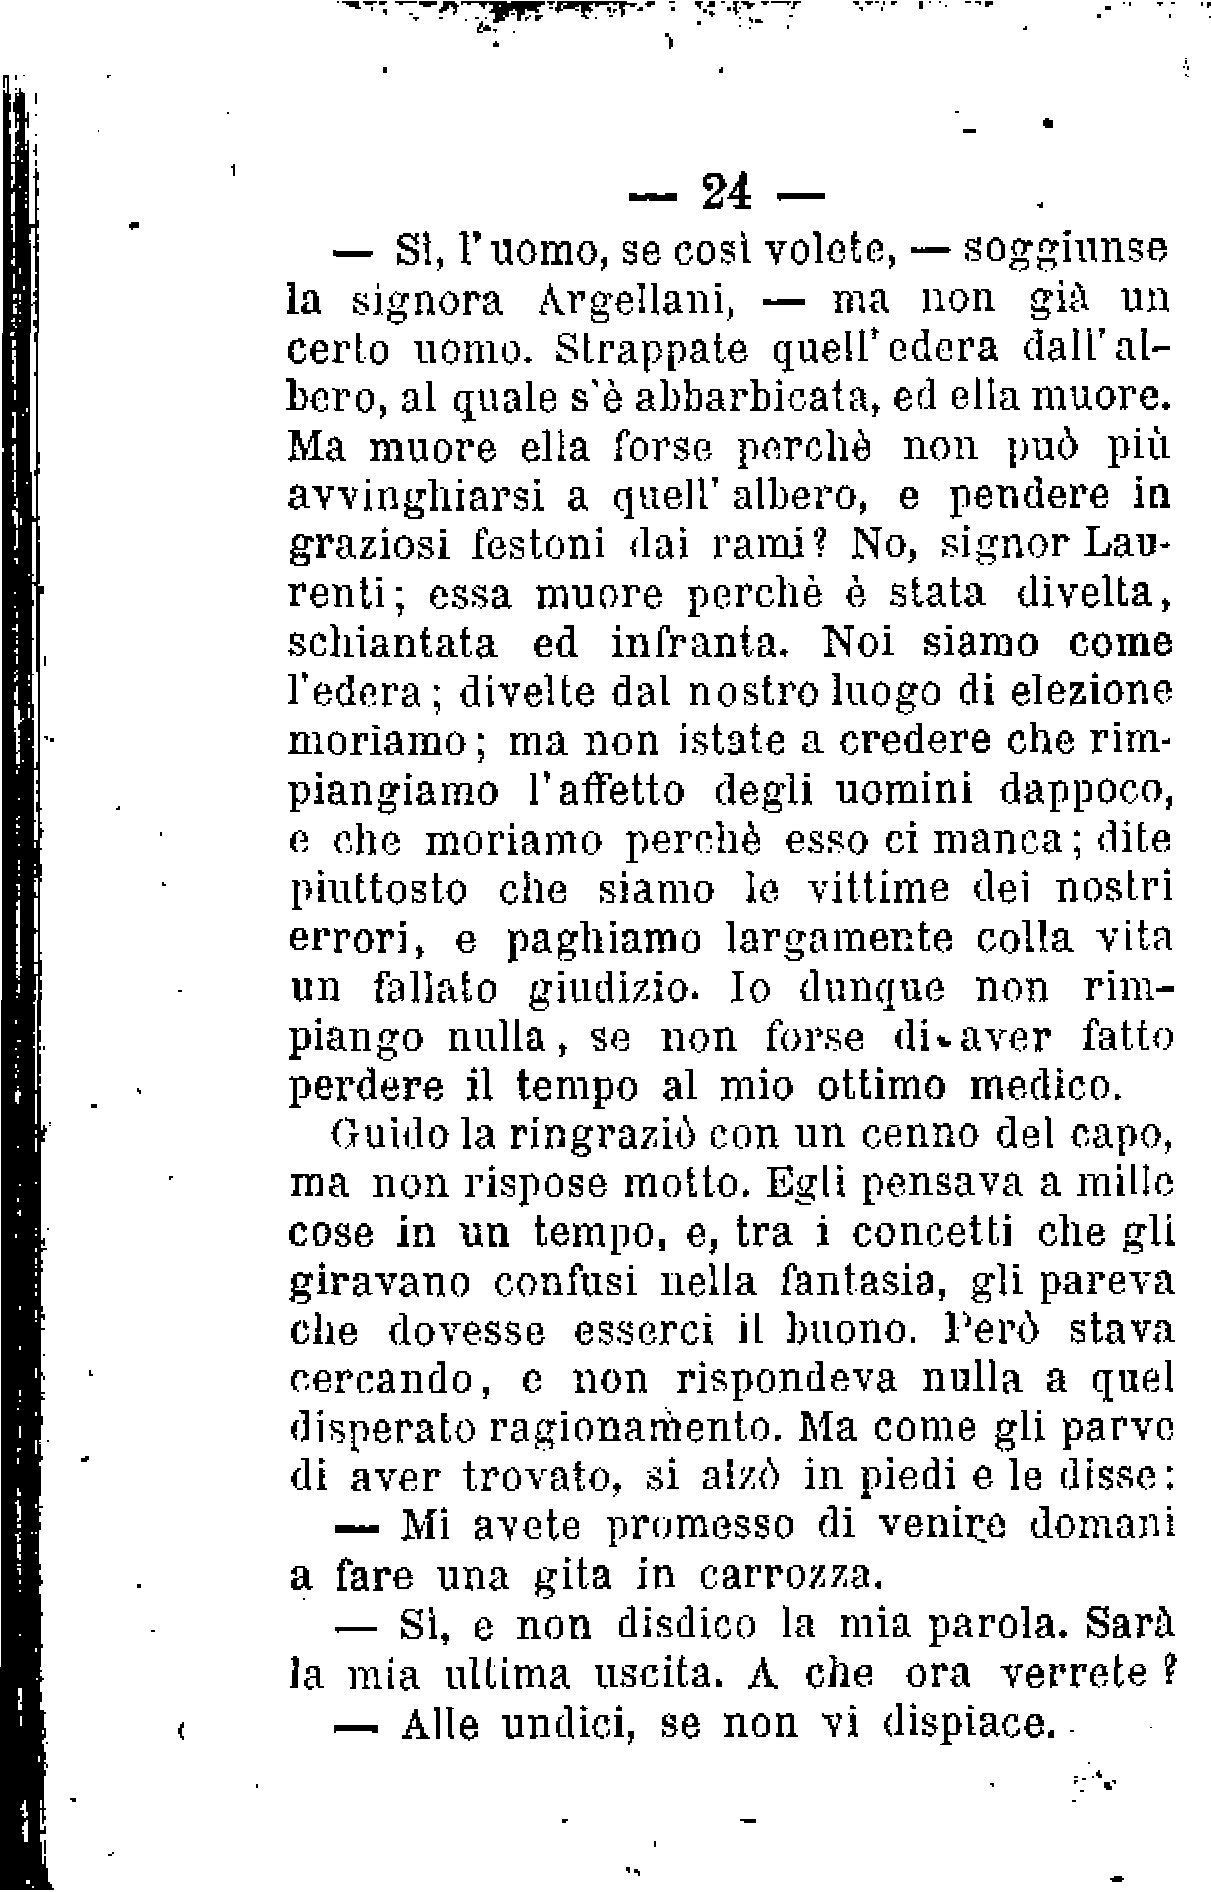 — 24 —
— Sì, l'uomo, se così volete, — soggiunse
la signora Argellani, — ma non già un
certo uomo. Strappate quell'edera dall'al-
bero, al quale s'è abbarbicata, ed ella muore.
Ma muore ella forse perchè non può più
avvinghiarsi a quell' albero, e pendere in
graziosi festoni dai rami? No, signor Lau-
renti; essa muore perchè è stata divelta,
schiantata ed infranta. Noi siamo come
l'edera; divelte dal nostro luogo di elezione
moriamo; ma non istate a credere che rim-
piangiamo l'affetto degli uomini dappoco,
e che moriamo perchè esso ci manca; dite
piuttosto che siamo le vittime dei nostri
errori, e paghiamo largamente colla vita
un fallato giudizio. Io dunque non rim-
piango nulla, se non forse di aver fatto
perdere il tempo al mio ottimo medico.
Guido la ringraziò con un cenno del capo,
ma non rispose motto. Egli pensava a mille
cose in un tempo, e, tra i concetti che gli
giravano confusi nella fantasia, gli pareva
che dovesse esserci il buono. Però stava
cercando, e non rispondeva nulla a quel
disperato ragionamento. Ma come gli parve
di aver trovato, si alzò in piedi e le disse:
— Mi avete promesso di venire domani
a fare una gita in carrozza.
— Sì, e non disdico la mia parola. Sarà
la mia ultima uscita. A che ora verrete?
— Alle undici, se non vi dispiace.